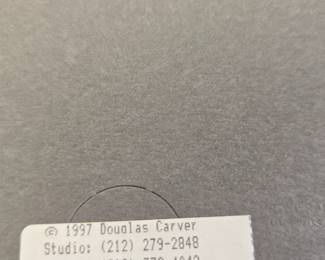 © 1997 Douglas Carver
Studio: (212) 279-2848